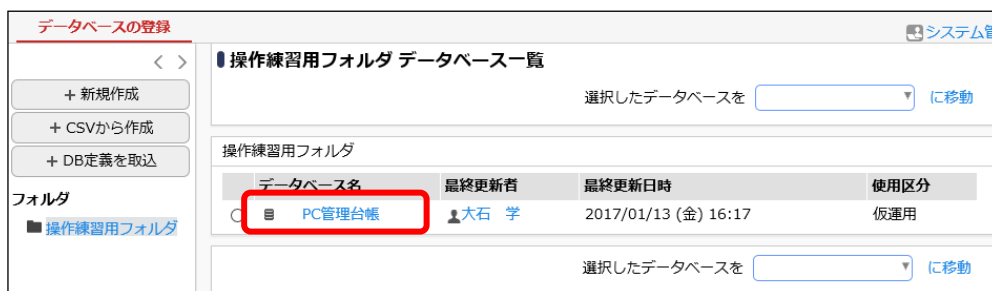 データベースの登録
システム管
操作練習用フォルダ データベース一覧
+ 新規作成
選択したデータベースを に移動
+ CSVから作成
+ DB定義を取込
操作練習用フォルダ
データベース名 最終更新者 最終更新日時 使用区分
フォルダ
PC管理台帳 大石 学 2017/01/13 (金) 16:17 仮運用
操作練習用フォルダ
選択したデータベースを に移動